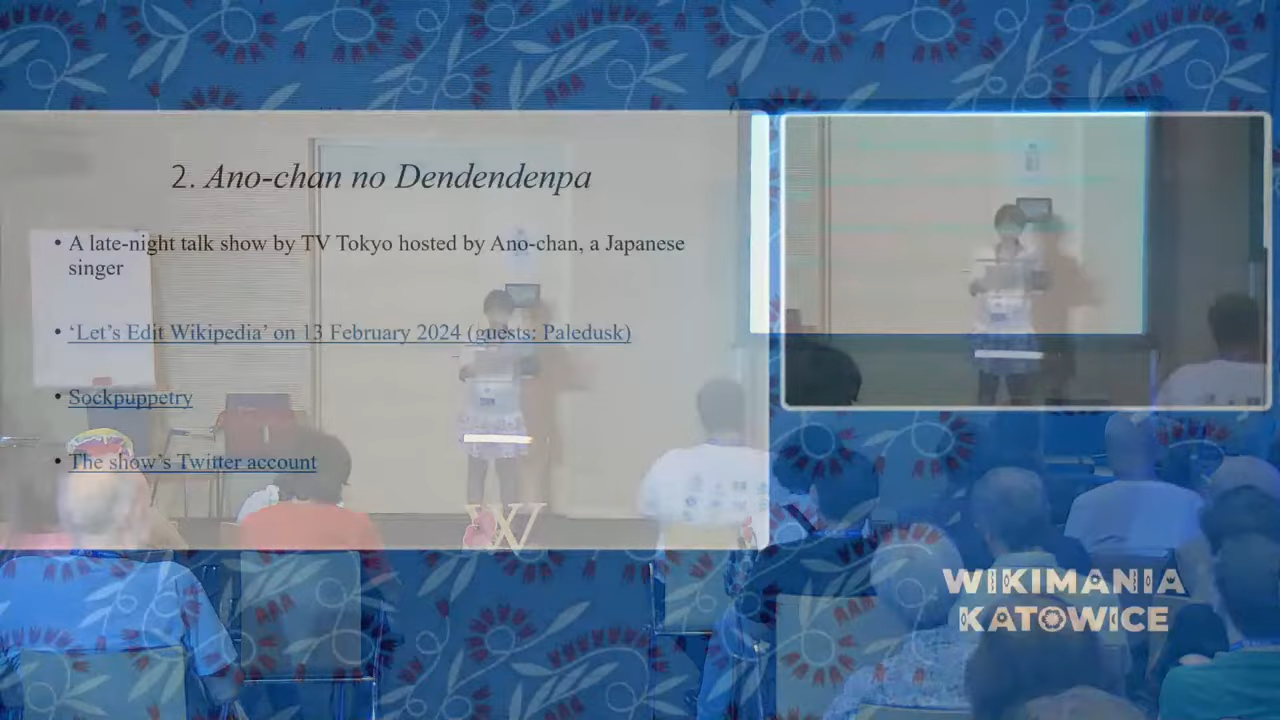 2. Ano-chan no Dendendenpa
• A late-night talk show by TV Tokyo hosted by Ano-chan, a Japanese
singer
• ‘Let’s Edit Wikipedia’ on 13 February 2024 (guests: Paledusk)
• Sockpuppetry
• The show’s Twitter account
W
WIKIMANIA
KATOWICE